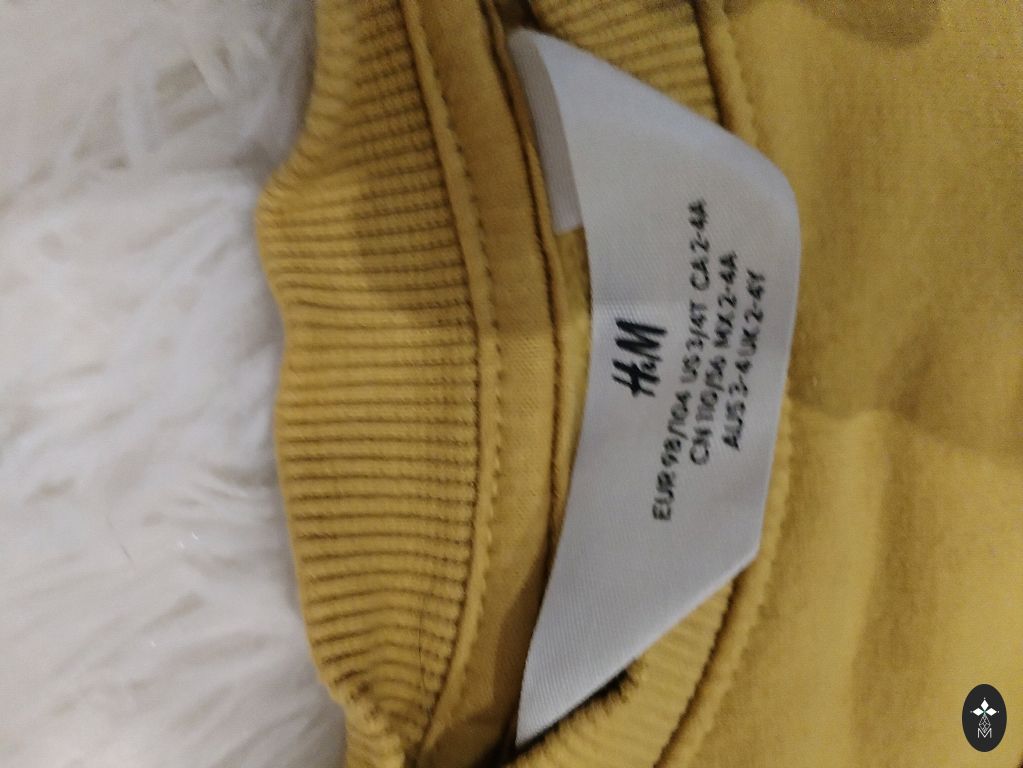 H&M
EUR 98/104 US 3/4T CA 2-4A
CN 110/56 MX 2-4A
AUS 3-4 UK 2-4Y
M